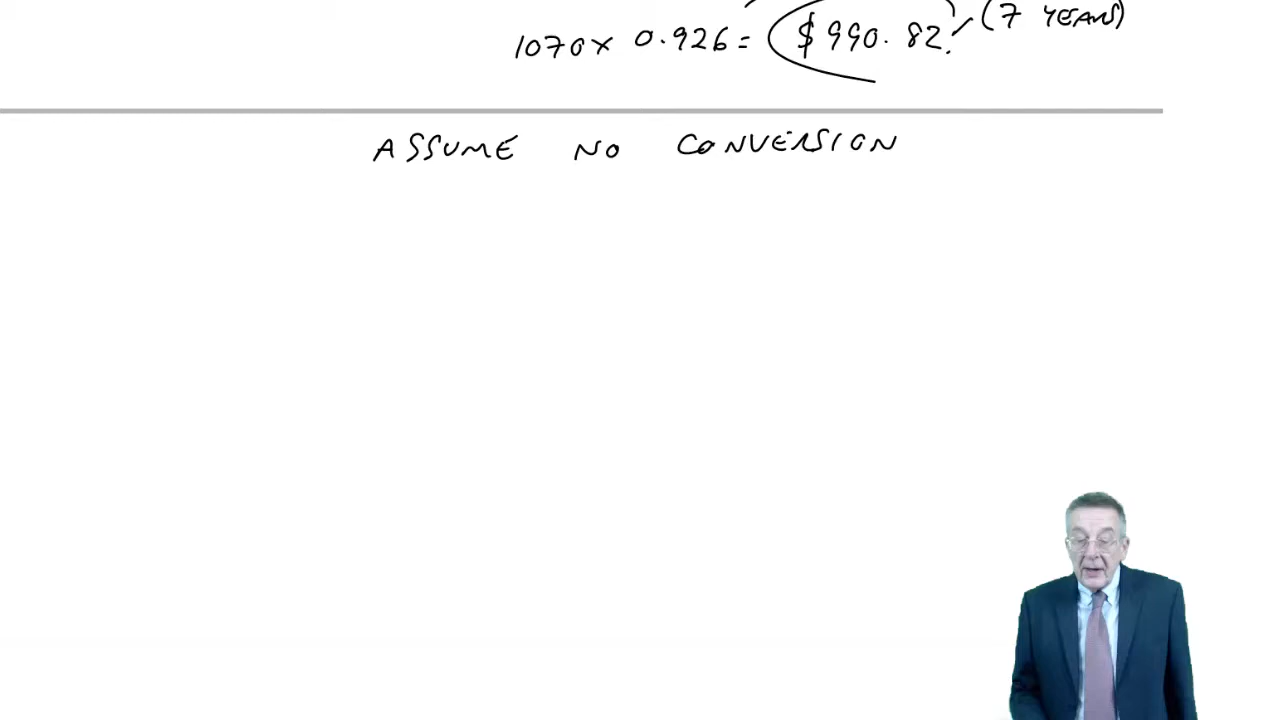 (7 YEARS)
1070 x 0.926 = $990.82.
ASSUME NO CONVERSION